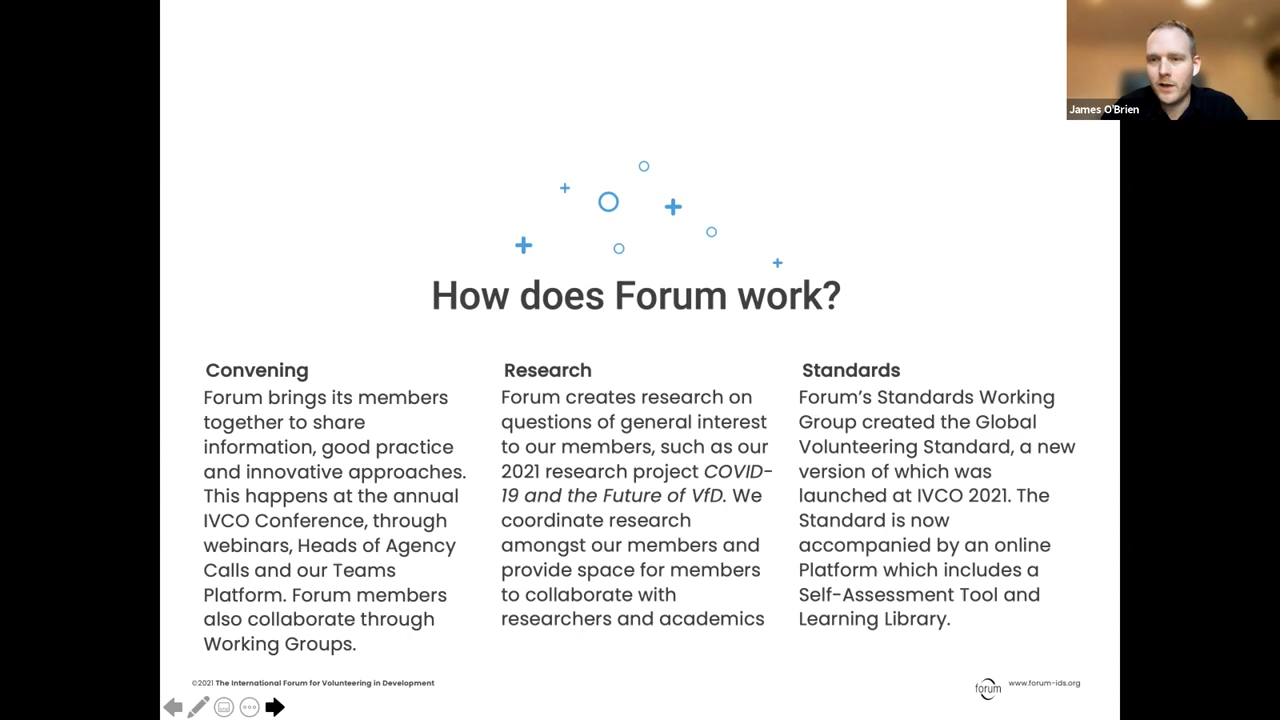 James O'Brien
How does Forum work?
Convening
Forum brings its members
together to share
information, good practice
and innovative approaches.
This happens at the annual
IVCO Conference, through
webinars, Heads of Agency
Calls and our Teams
Platform. Forum members
also collaborate through
Working Groups.
Research
Forum creates research on
questions of general interest
to our members, such as our
2021 research project COVID-
19 and the Future of VfD. We
coordinate research
amongst our members and
provide space for members
to collaborate with
researchers and academics
Standards
Forum’s Standards Working
Group created the Global
Volunteering Standard, a new
version of which was
launched at IVCO 2021. The
Standard is now
accompanied by an online
Platform which includes a
Self-Assessment Tool and
Learning Library.
©2021 The International Forum for Volunteering in Development
forum
www.forum-ids.org